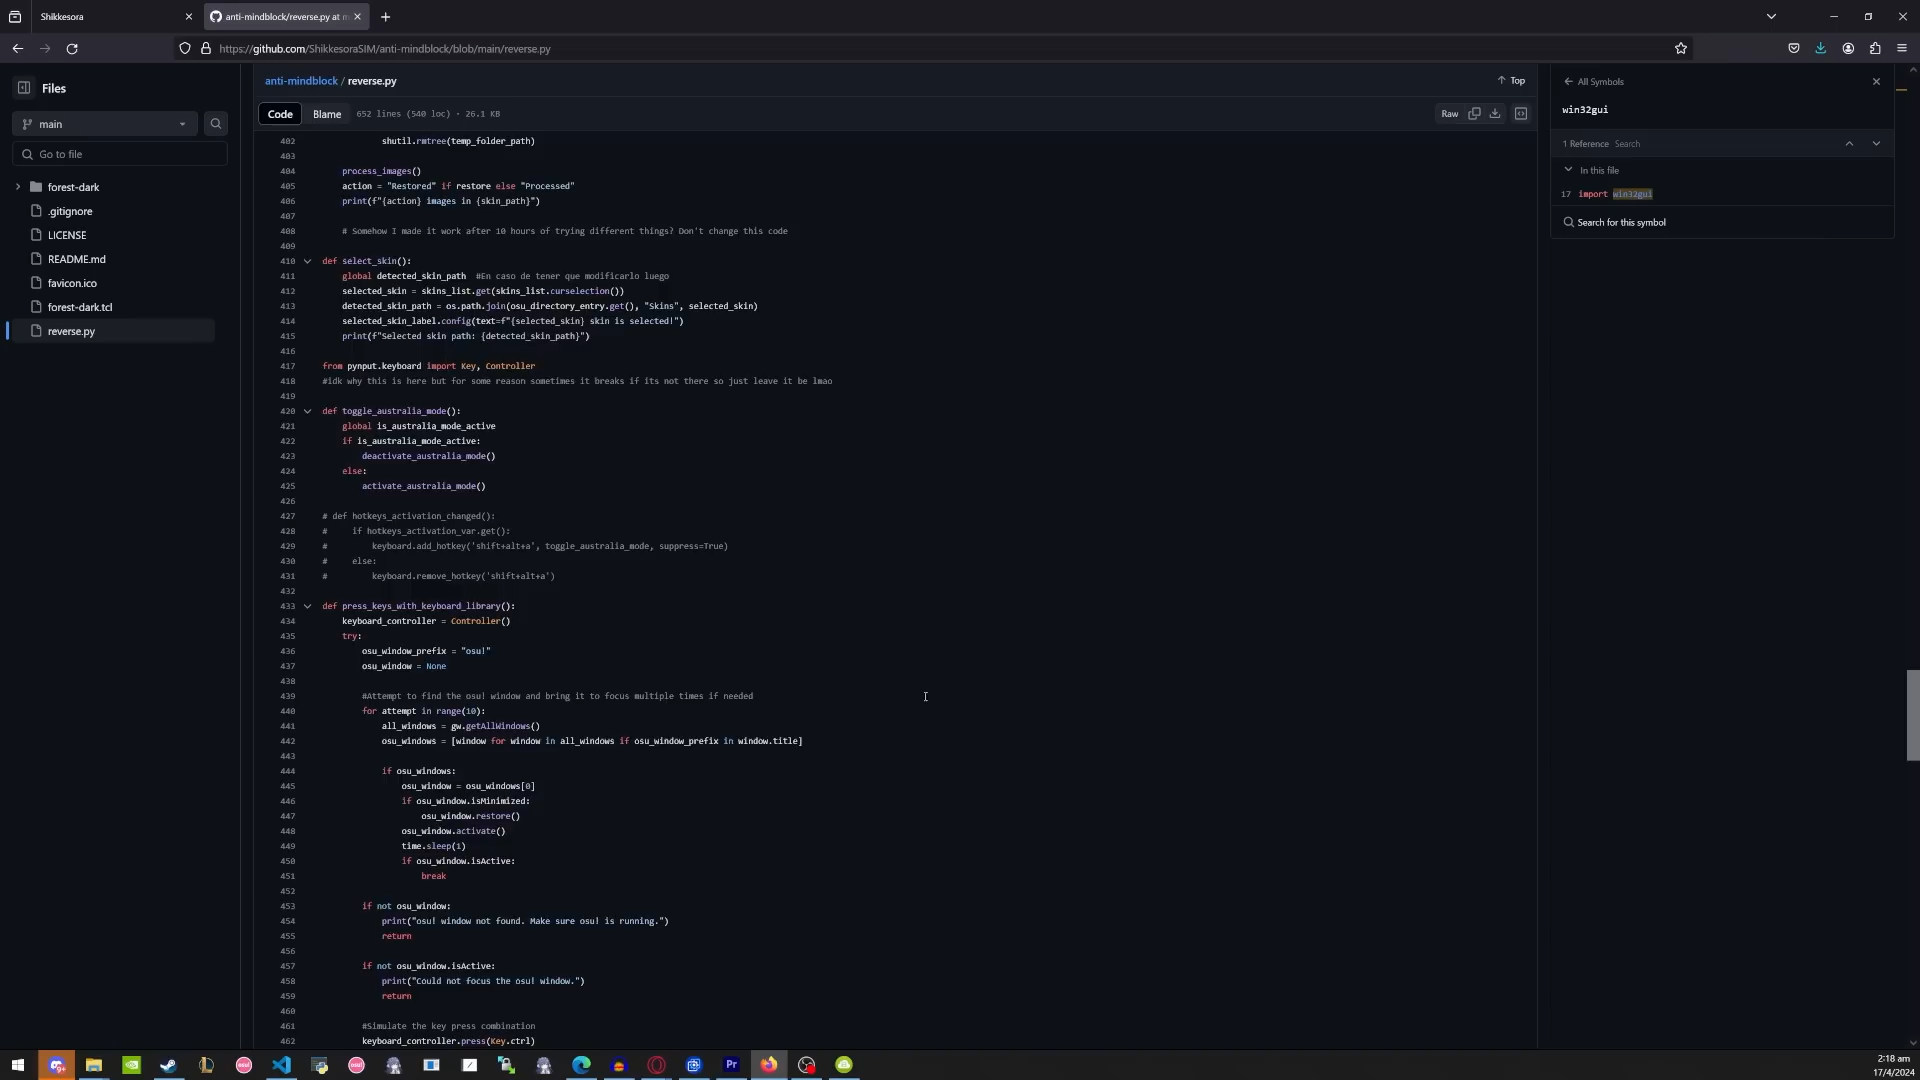 Shikkesora
anti-mindblock/reverse.py at m
https://github.com/ShikkesoraSIM/anti-mindblock/blob/main/reverse.py
Files
main
Go to file
forest-dark
.gitignore
LICENSE
README.md
favicon.ico
forest-dark.tcl
reverse.py
anti-mindblock / reverse.py
Top
Code Blame 652 lines (540 loc) · 26.1 KB
Raw
402 shutil.rmtree(temp_folder_path)
403
404 process_images()
405 action = "Restored" if restore else "Processed"
406 print(f"{action} images in {skin_path}")
407
408 # Somehow I made it work after 10 hours of trying different things? Don't change this code
409
410 def select_skin():
411 global detected_skin_path #En caso de tener que modificarlo luego
412 selected_skin = skins_list.get(skins_list.curselection())
413 detected_skin_path = os.path.join(osu_directory_entry.get(), "Skins", selected_skin)
414 selected_skin_label.config(text=f"{selected_skin} skin is selected!")
415 print(f"Selected skin path: {detected_skin_path}")
416
417 from pynput.keyboard import Key, Controller
418 #idk why this is here but for some reason sometimes it breaks if its not there so just leave it be lmao
419
420 def toggle_australia_mode():
421 global is_australia_mode_active
422 if is_australia_mode_active:
423 deactivate_australia_mode()
424 else:
425 activate_australia_mode()
426
427 # def hotkeys_activation_changed():
428 # if hotkeys_activation_var.get():
429 # keyboard.add_hotkey('shift+alt+a', toggle_australia_mode, suppress=True)
430 # else:
431 # keyboard.remove_hotkey('shift+alt+a')
432
433 def press_keys_with_keyboard_library():
434 keyboard_controller = Controller()
435 try:
436 osu_window_prefix = "osu!"
437 osu_window = None
438
439 #Attempt to find the osu! window and bring it to focus multiple times if needed
440 for attempt in range(10):
441 all_windows = gw.getAllWindows()
442 osu_windows = [window for window in all_windows if osu_window_prefix in window.title]
443
444 if osu_windows:
445 osu_window = osu_windows[0]
446 if osu_window.isMinimized:
447 osu_window.restore()
448 osu_window.activate()
449 time.sleep(1)
450 if osu_window.isActive:
451 break
452
453 if not osu_window:
454 print("osu! window not found. Make sure osu! is running.")
455 return
456
457 if not osu_window.isActive:
458 print("Could not focus the osu! window.")
459 return
460
461 #Simulate the key press combination
462 keyboard_controller.press(Key.ctrl)
All Symbols
win32gui
1 Reference Search
In this file
17 import win32gui
Search for this symbol
2:18 am
17/4/2024